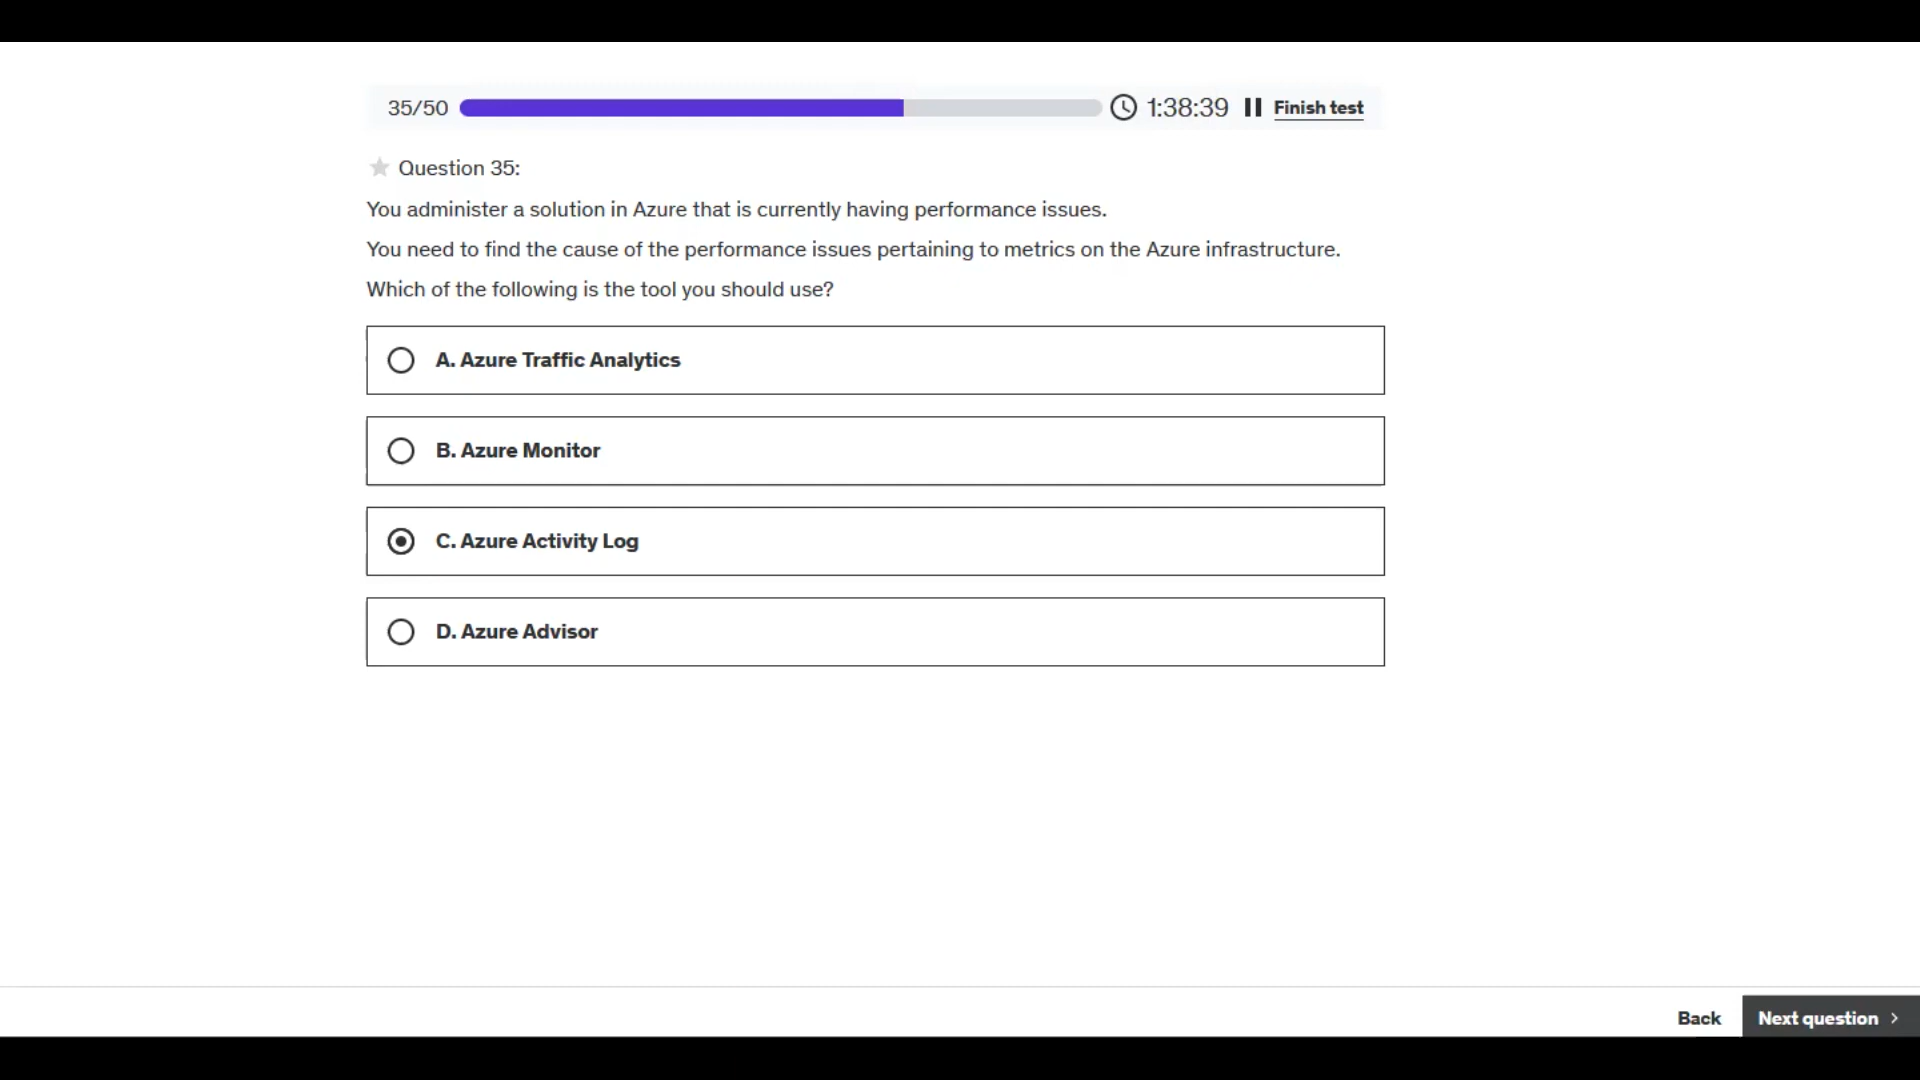 35/50 1:38:39 Finish test
Question 35:
You administer a solution in Azure that is currently having performance issues.
You need to find the cause of the performance issues pertaining to metrics on the Azure infrastructure.
Which of the following is the tool you should use?
A. Azure Traffic Analytics
B. Azure Monitor
C. Azure Activity Log
D. Azure Advisor
Back Next question